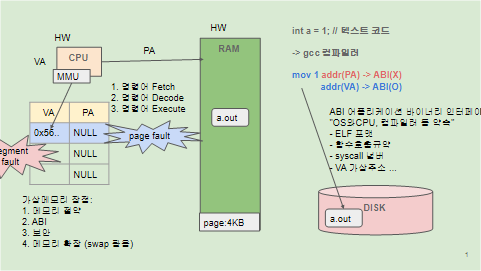 HW
HW
int a = 1; // 텍스트 코드
CPU
PA
RAM
VA
-> gcc 컴파일러
MMU
mov 1 addr(PA) -> ABI(X)
addr(VA) -> ABI(O)
1. 명령어 Fetch
2. 명령어 Decode
3. 명령어 Execute
VA
PA
a.out
ABI 어플리케이션 바이너리 인터페이
"OS와CPU, 컴파일러 등 약속"
- ELF 포맷
- 함수호출규약
- syscall 넘버
- VA 가상주소 ...
0x56..
NULL
page fault
egment
fault
NULL
NULL
가상메모리 장점:
1. 메모리 절약
2. ABI
3. 보안
4. 메모리 확장 (swap 활용)
page:4KB
DISK
a.out
1